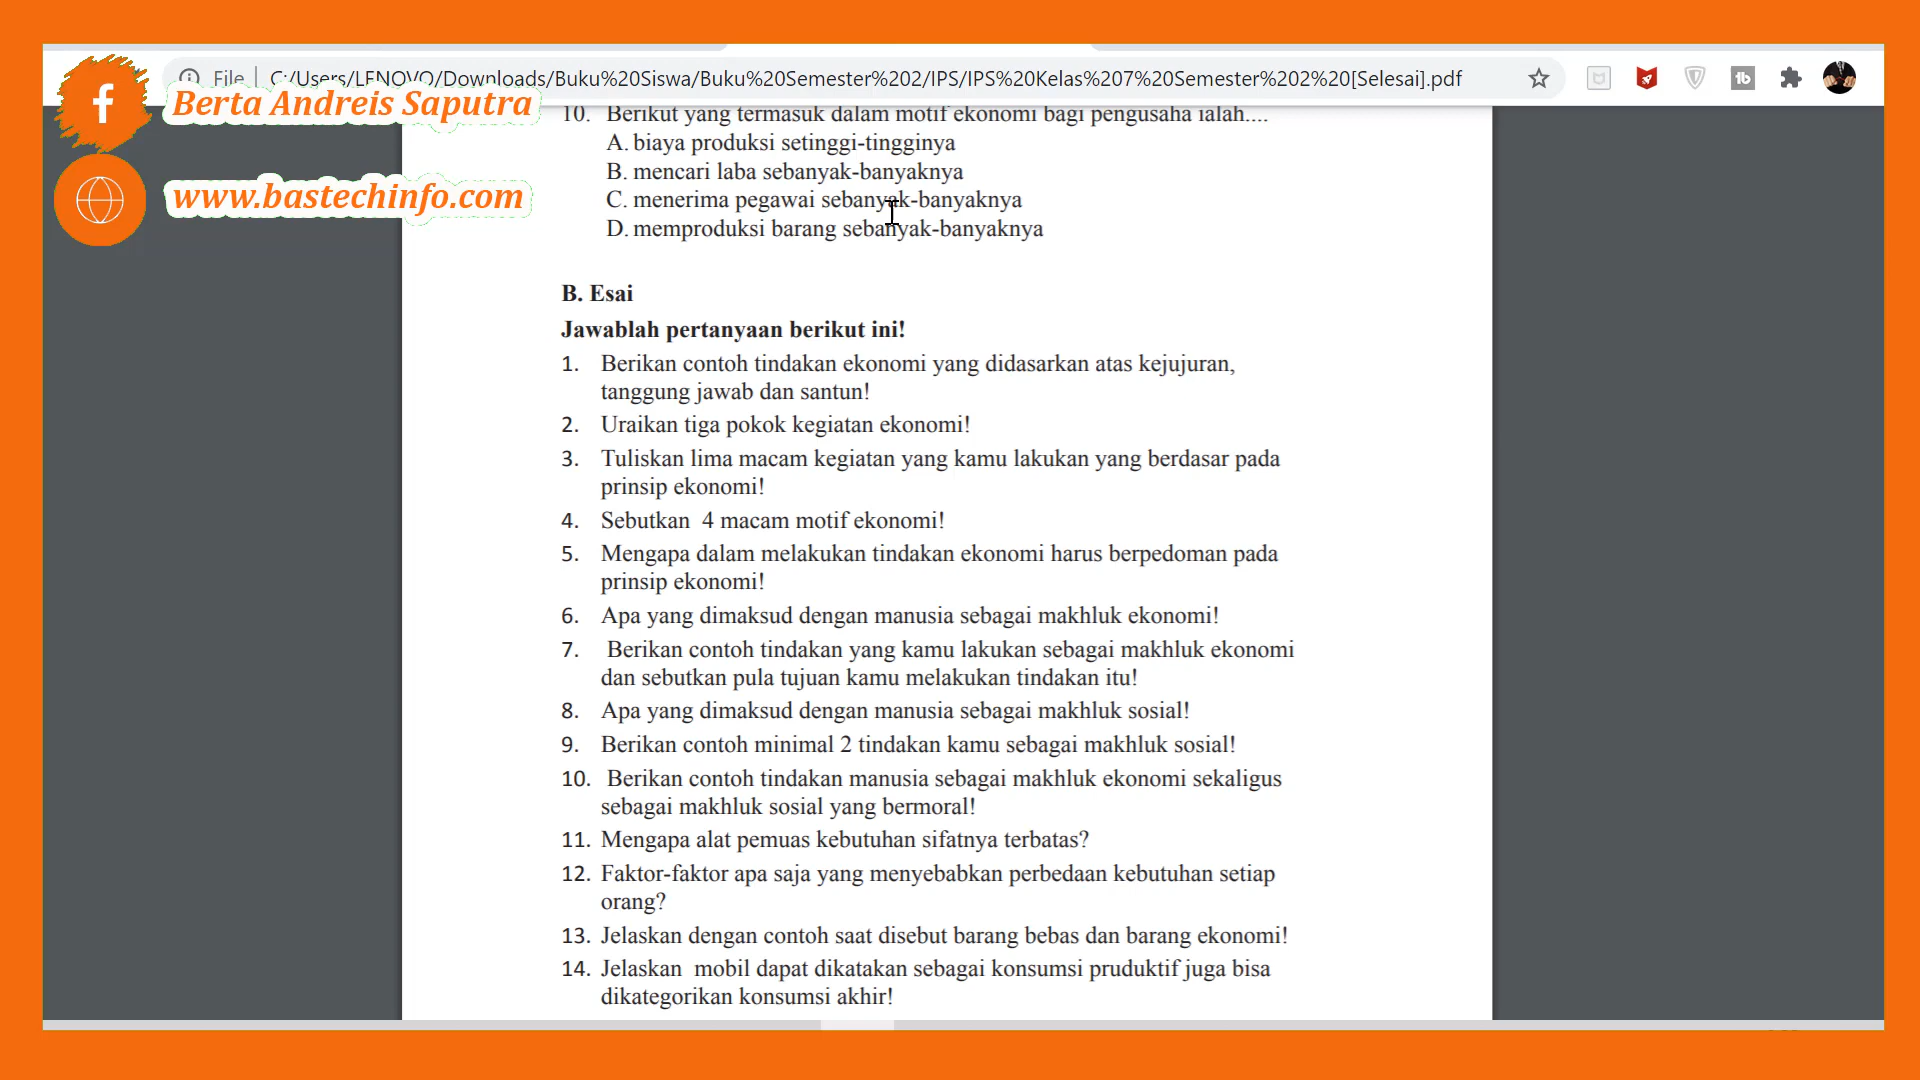 File | C:/Users/LENOVO/Downloads/Buku%20Siswa/Buku%20Semester%202/IPS/IPS%20Kelas%207%20Semester%202%20[Selesai].pdf
Berta Andreis Saputra
www.bastechinfo.com
10. Berikut yang termasuk dalam motif ekonomi bagi pengusaha ialah....
A. biaya produksi setinggi-tingginya
B. mencari laba sebanyak-banyaknya
C. menerima pegawai sebanyak-banyaknya
D. memproduksi barang sebanyak-banyaknya
B. Esai
Jawablah pertanyaan berikut ini!
1. Berikan contoh tindakan ekonomi yang didasarkan atas kejujuran,
tanggung jawab dan santun!
2. Uraikan tiga pokok kegiatan ekonomi!
3. Tuliskan lima macam kegiatan yang kamu lakukan yang berdasar pada
prinsip ekonomi!
4. Sebutkan 4 macam motif ekonomi!
5. Mengapa dalam melakukan tindakan ekonomi harus berpedoman pada
prinsip ekonomi!
6. Apa yang dimaksud dengan manusia sebagai makhluk ekonomi!
7. Berikan contoh tindakan yang kamu lakukan sebagai makhluk ekonomi
dan sebutkan pula tujuan kamu melakukan tindakan itu!
8. Apa yang dimaksud dengan manusia sebagai makhluk sosial!
9. Berikan contoh minimal 2 tindakan kamu sebagai makhluk sosial!
10. Berikan contoh tindakan manusia sebagai makhluk ekonomi sekaligus
sebagai makhluk sosial yang bermoral!
11. Mengapa alat pemuas kebutuhan sifatnya terbatas?
12. Faktor-faktor apa saja yang menyebabkan perbedaan kebutuhan setiap
orang?
13. Jelaskan dengan contoh saat disebut barang bebas dan barang ekonomi!
14. Jelaskan mobil dapat dikatakan sebagai konsumsi pruduktif juga bisa
dikategorikan konsumsi akhir!